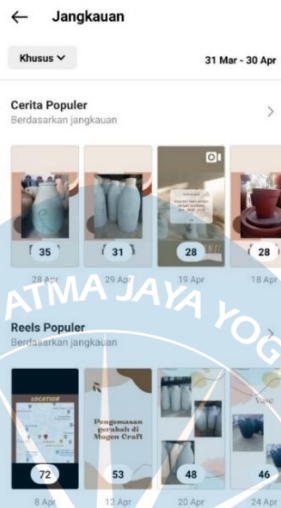 ← Jangkauan
Khusus
31 Mar - 30 Apr
Cerita Populer
Berdasarkan jangkauan
35
31
28
28
28 Apr
29 Apr
19 Apr
18 Apr
ATMA JAYA YOG
Reels Populer
Berdasarkan jangkauan
LOCATION
Pengemasan
gerabah di
Mugen Craft
Vase
72
53
48
46
8 Apr
12 Apr
20 Apr
24 Apr